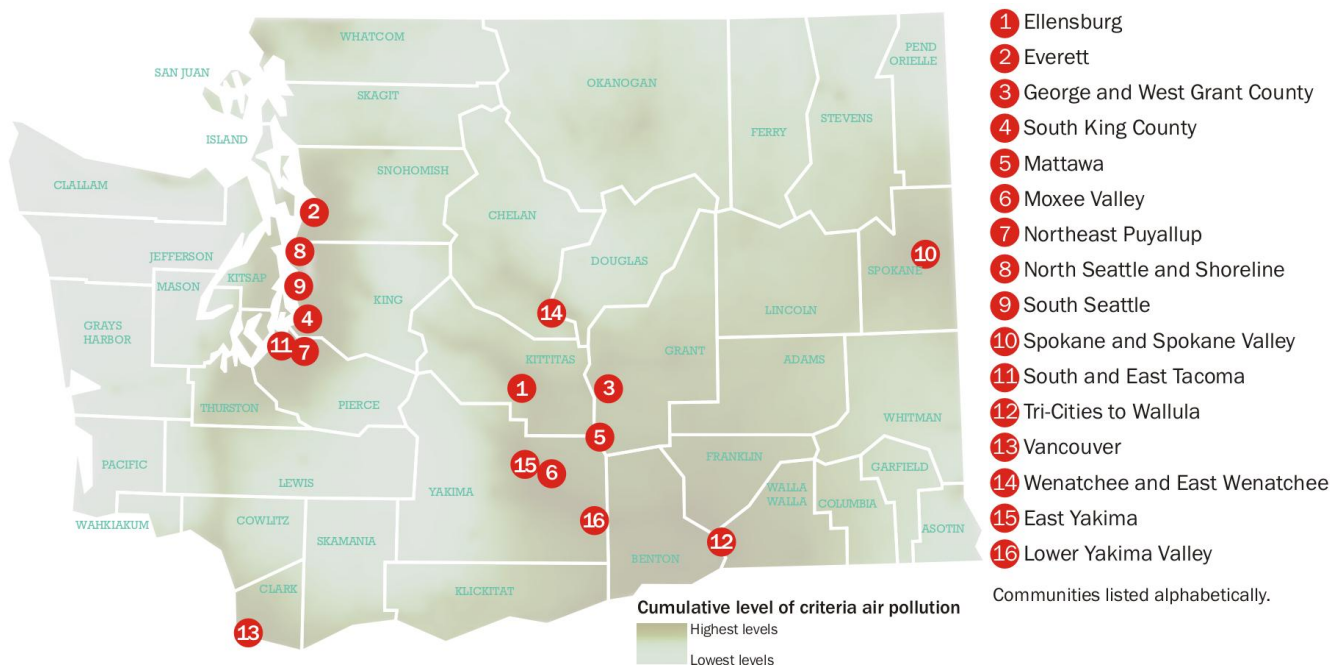 WHATCOM
SAN JUAN
SKAGIT
ISLAND
OKANOGAN
PEND
ORIELLE
FERRY
STEVENS
CLALLAM
SNOHOMISH
2
CHELAN
JEFFERSON
8
KITSAP
MASON
9
KING
DOUGLAS
SPOKANE
10
GRAYS
HARBOR
4
11
7
14
LINCOLN
KITTITAS
GRANT
ADAMS
1
3
THURSTON
PIERCE
WHITMAN
5
PACIFIC
15
6
YAKIMA
FRANKLIN
GARFIELD
LEWIS
WALLA
WALLA
COLUMBIA
WAHKIAKUM
COWLITZ
SKAMANIA
16
12
ASOTIN
BENTON
CLARK
KLICKITAT
13
Cumulative level of criteria air pollution
Highest levels
Lowest levels
1 Ellensburg
2 Everett
3 George and West Grant County
4 South King County
5 Mattawa
6 Moxee Valley
7 Northeast Puyallup
8 North Seattle and Shoreline
9 South Seattle
10 Spokane and Spokane Valley
11 South and East Tacoma
12 Tri-Cities to Wallula
13 Vancouver
14 Wenatchee and East Wenatchee
15 East Yakima
16 Lower Yakima Valley
Communities listed alphabetically.